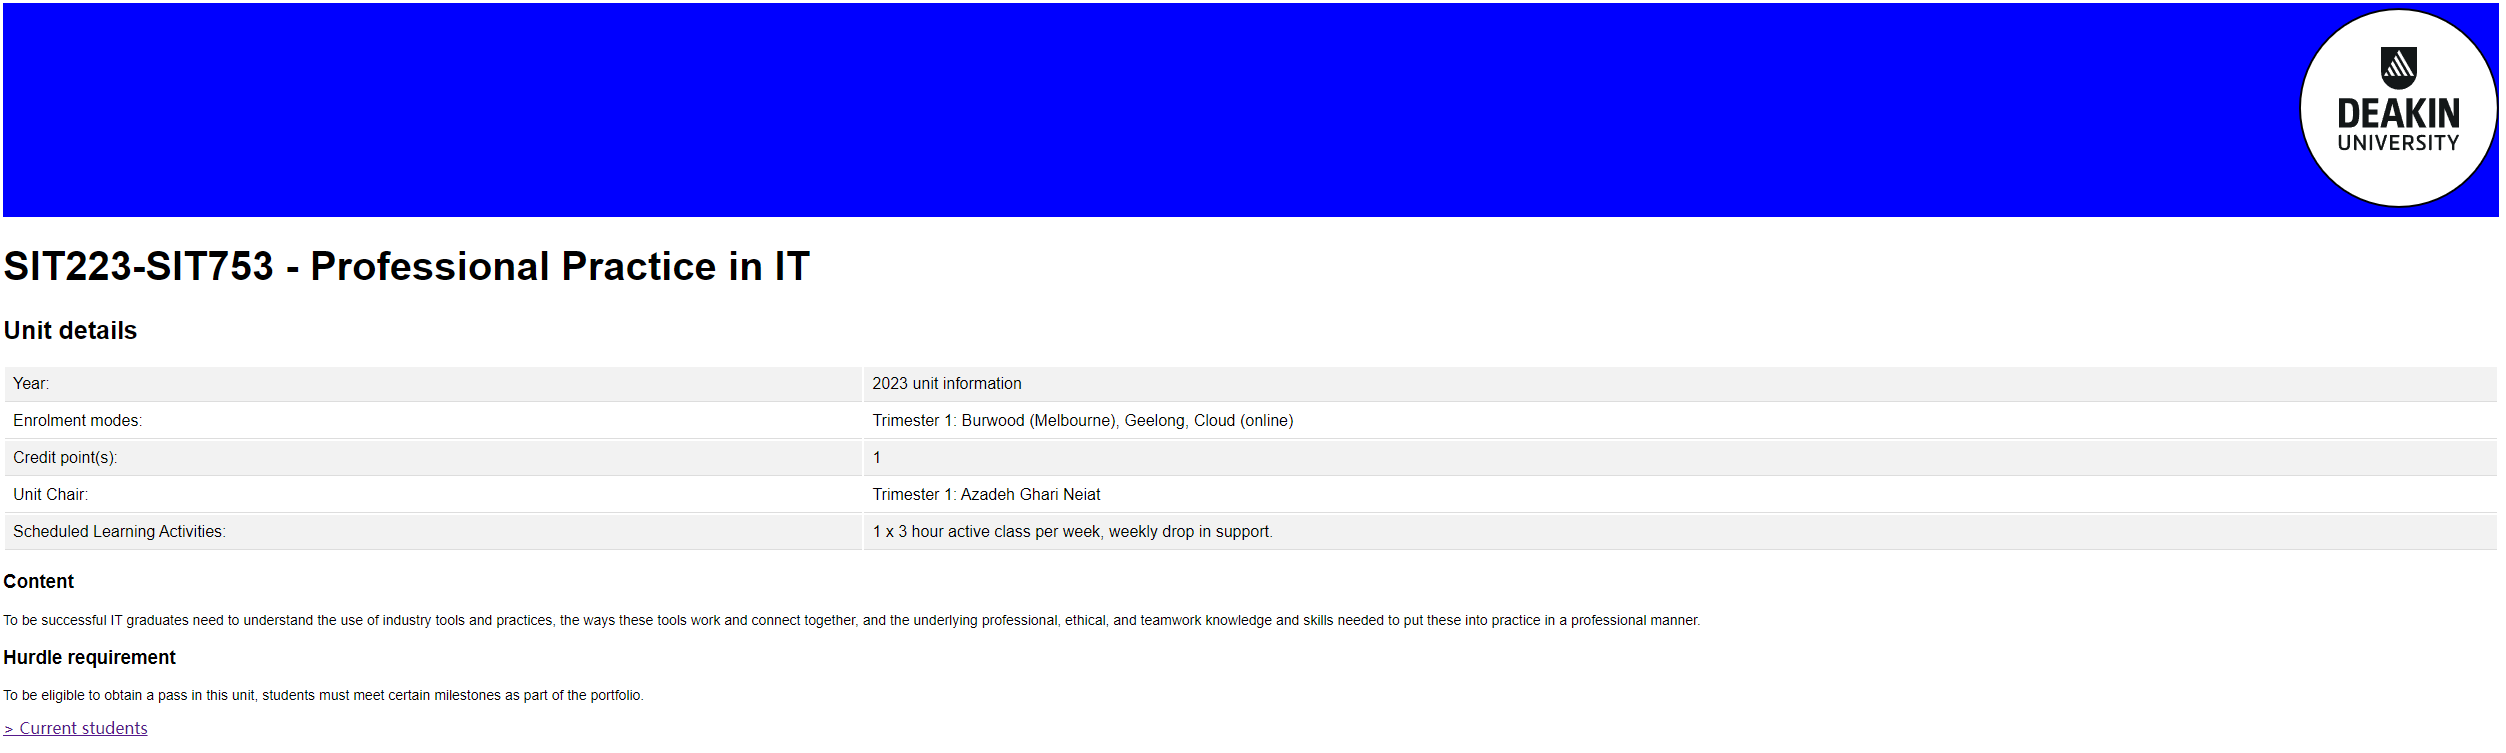 DEAKIN
UNIVERSITY
SIT223-SIT753 - Professional Practice in IT
Unit details
Year: 2023 unit information
Enrolment modes: Trimester 1: Burwood (Melbourne), Geelong, Cloud (online)
Credit point(s): 1
Unit Chair: Trimester 1: Azadeh Ghari Neiat
Scheduled Learning Activities: 1 x 3 hour active class per week, weekly drop in support.
Content
To be successful IT graduates need to understand the use of industry tools and practices, the ways these tools work and connect together, and the underlying professional, ethical, and teamwork knowledge and skills needed to put these into practice in a professional manner.
Hurdle requirement
To be eligible to obtain a pass in this unit, students must meet certain milestones as part of the portfolio.
> Current students